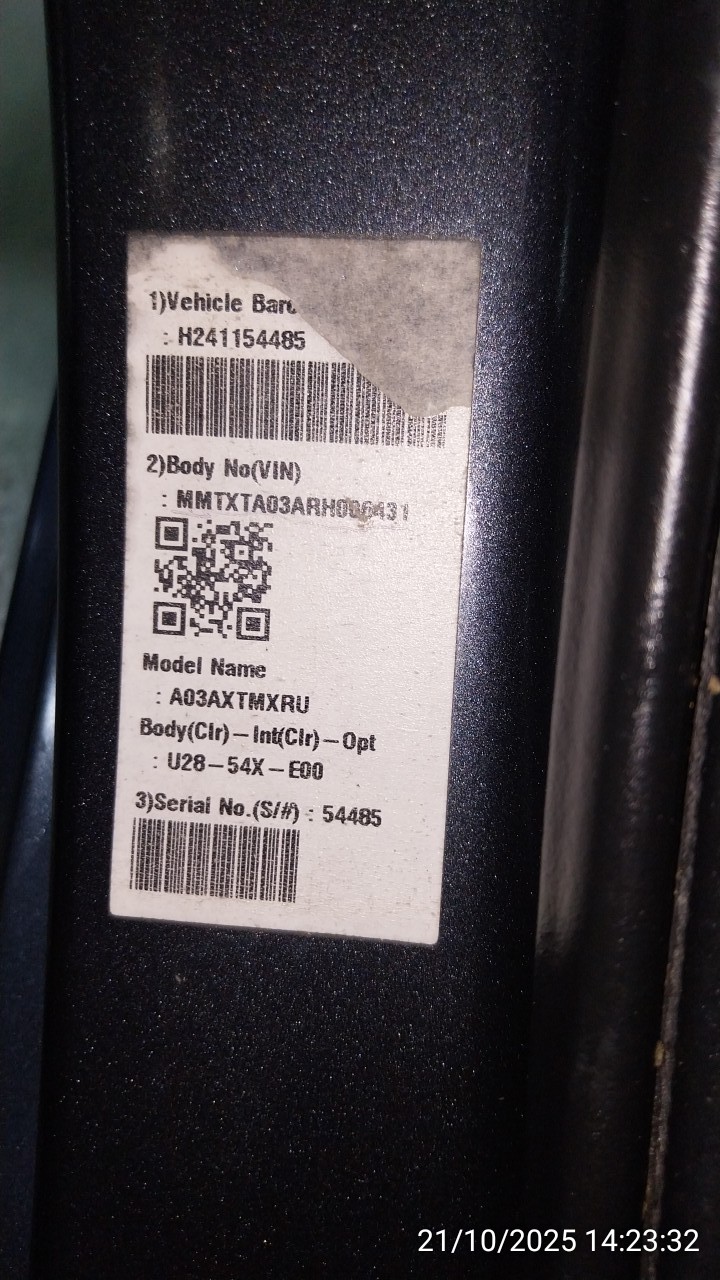 1)Vehicle Barc
: H241154485
2)Body No(VIN)
: MMTXTA03ARH006431
Model Name
: A03AXTMXRU
Body(Clr)-Int(Clr)-Opt
: U28-54X-E00
3)Serial No.(S/#) : 54485
21/10/2025 14:23:32